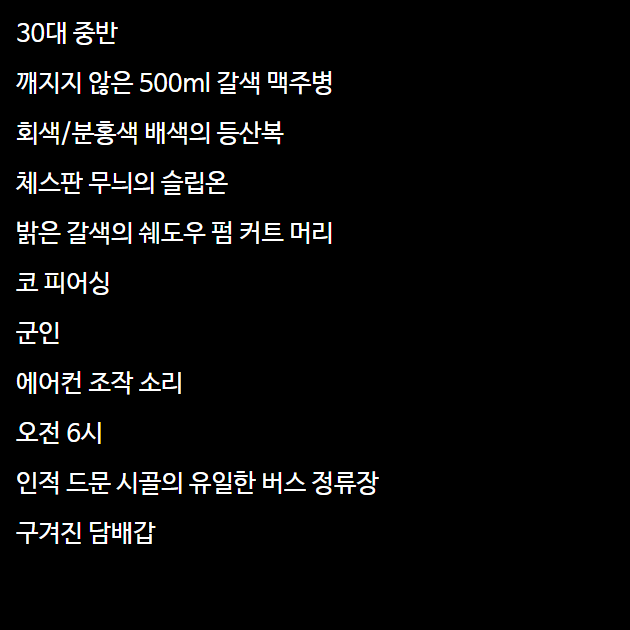 30대 중반
깨지지 않은 500ml 갈색 맥주병
회색/분홍색 배색의 등산복
체스판 무늬의 슬립온
밝은 갈색의 쉐도우 펌 커트 머리
코 피어싱
군인
에어컨 조작 소리
오전 6시
인적 드문 시골의 유일한 버스 정류장
구겨진 담배갑